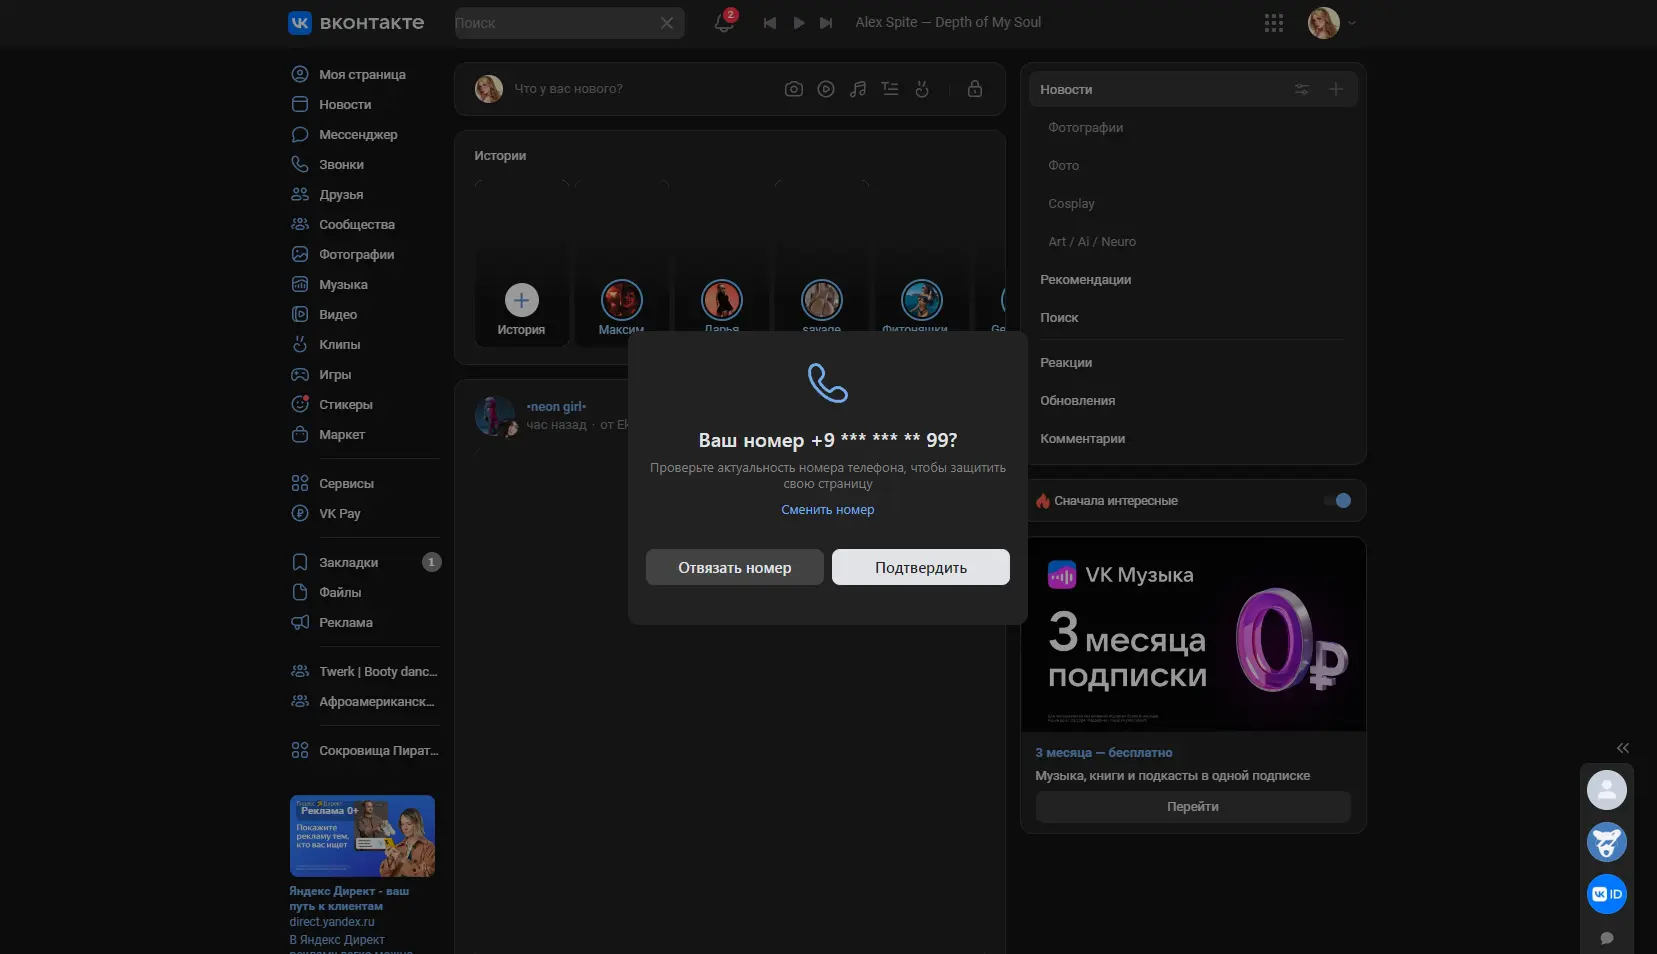 вконтакте
Поиск
2
Alex Spite — Depth of My Soul
Моя страница
Новости
Мессенджер
Звонки
Друзья
Сообщества
Фотографии
Музыка
Видео
Клипы
Игры
Стикеры
Маркет
Сервисы
VK Pay
Закладки
1
Файлы
Реклама
Twerk | Booty danc...
Афроамериканск...
Сокровища Пират...
Яндекс Директ
Реклама 0+
Покажите
рекламу тем,
кто вас ищет
Яндекс Директ - ваш
путь к клиентам
direct.yandex.ru
В Яндекс Директ
Что у вас нового?
Истории
История
Максим
Дарья
savage
Фитоняшки
Ge
•neon girl•
час назад · от Ek
Ваш номер +9 *** *** ** 99?
Проверьте актуальность номера телефона, чтобы защитить
свою страницу
Сменить номер
Отвязать номер
Подтвердить
Новости
Фотографии
Фото
Cosplay
Art / Ai / Neuro
Рекомендации
Поиск
Реакции
Обновления
Комментарии
Сначала интересные
VK Музыка
3 месяца
подписки
0₽
3 месяца — бесплатно
Музыка, книги и подкасты в одной подписке
Перейти
VK ID